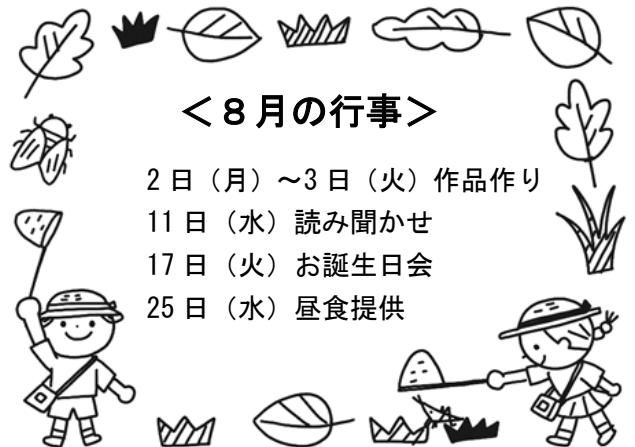 ＜８月の行事＞
2日（月）～3日（火）作品作り
11日（水）読み聞かせ
17日（火）お誕生日会
25日（水）昼食提供